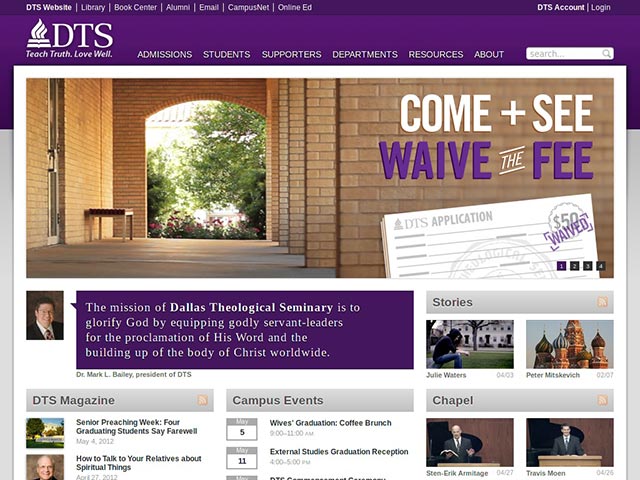 DTS Website | Library | Book Center | Alumni | Email | CampusNet | Online Ed
DTS Account | Login
DTS
Teach Truth. Love Well.
ADMISSIONS STUDENTS SUPPORTERS DEPARTMENTS RESOURCES ABOUT
search...
COME + SEE
WAIVE THE FEE
DTS APPLICATION
$50
WAIVED
1 2 3 4
The mission of Dallas Theological Seminary is to
glorify God by equipping godly servant-leaders
for the proclamation of His Word and the
building up of the body of Christ worldwide.
Dr. Mark L. Bailey, president of DTS
Stories
Julie Waters 04/03
Peter Mitskevich 02/07
DTS Magazine
Senior Preaching Week: Four
Graduating Students Say Farewell
May 4, 2012
How to Talk to Your Relatives about
Spiritual Things
April 27, 2012
Campus Events
May
5
Wives' Graduation: Coffee Brunch
9:00–11:00 AM
May
11
External Studies Graduation Reception
4:00–5:00 PM
May
DTS Commencement Ceremony
Chapel
Sten-Erik Armitage 04/27
Travis Moen 04/26